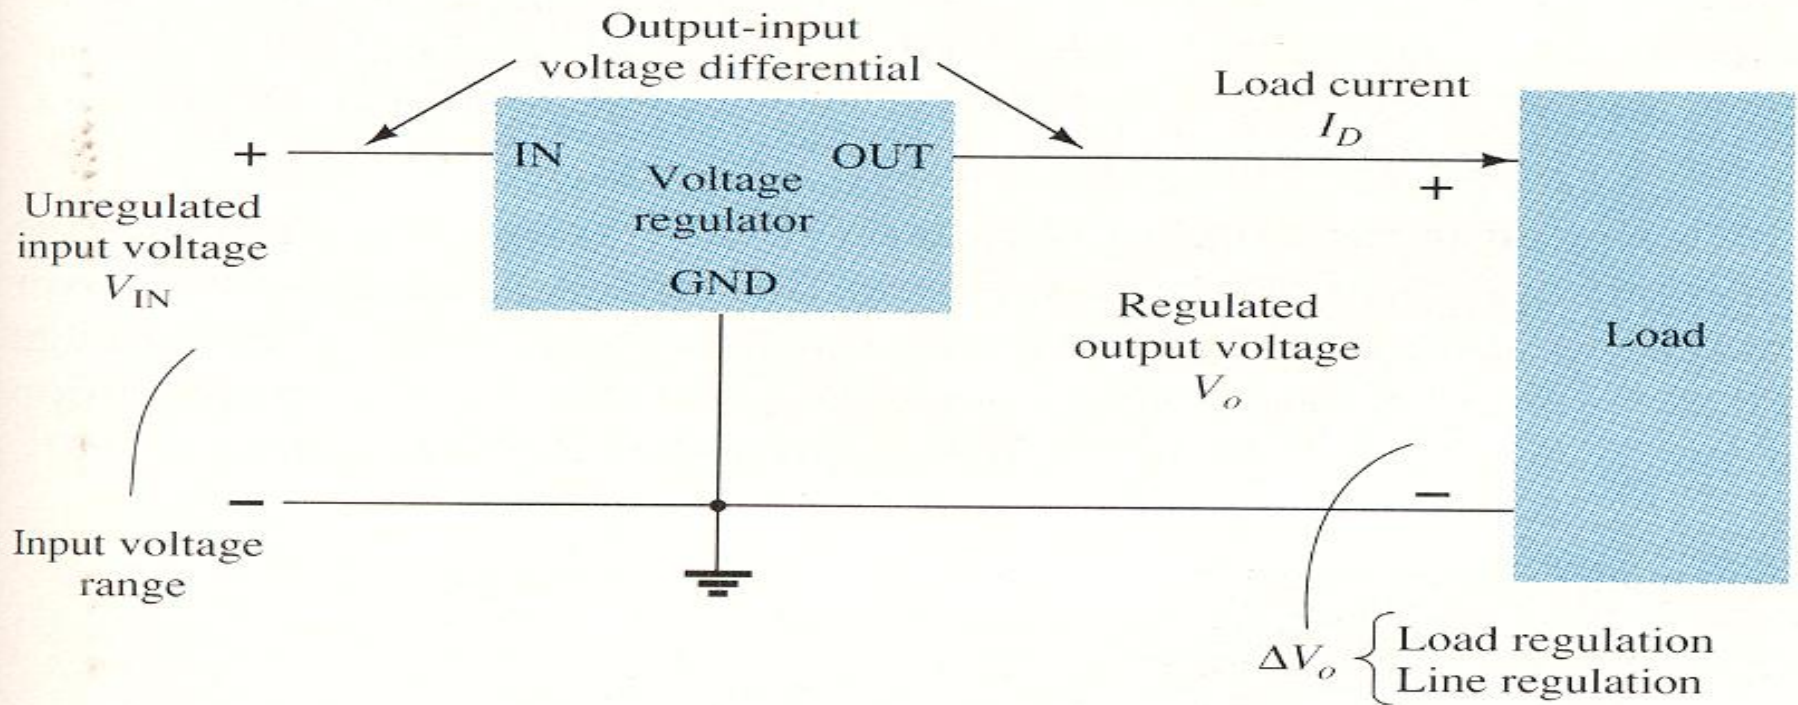 Output-input
voltage differential
Load current
I_D
+
IN
OUT
Voltage
regulator
GND
+
Unregulated
input voltage
V_IN
Regulated
output voltage
V_o
Load
−
−
Input voltage
range
ΔV_o { Load regulation
Line regulation